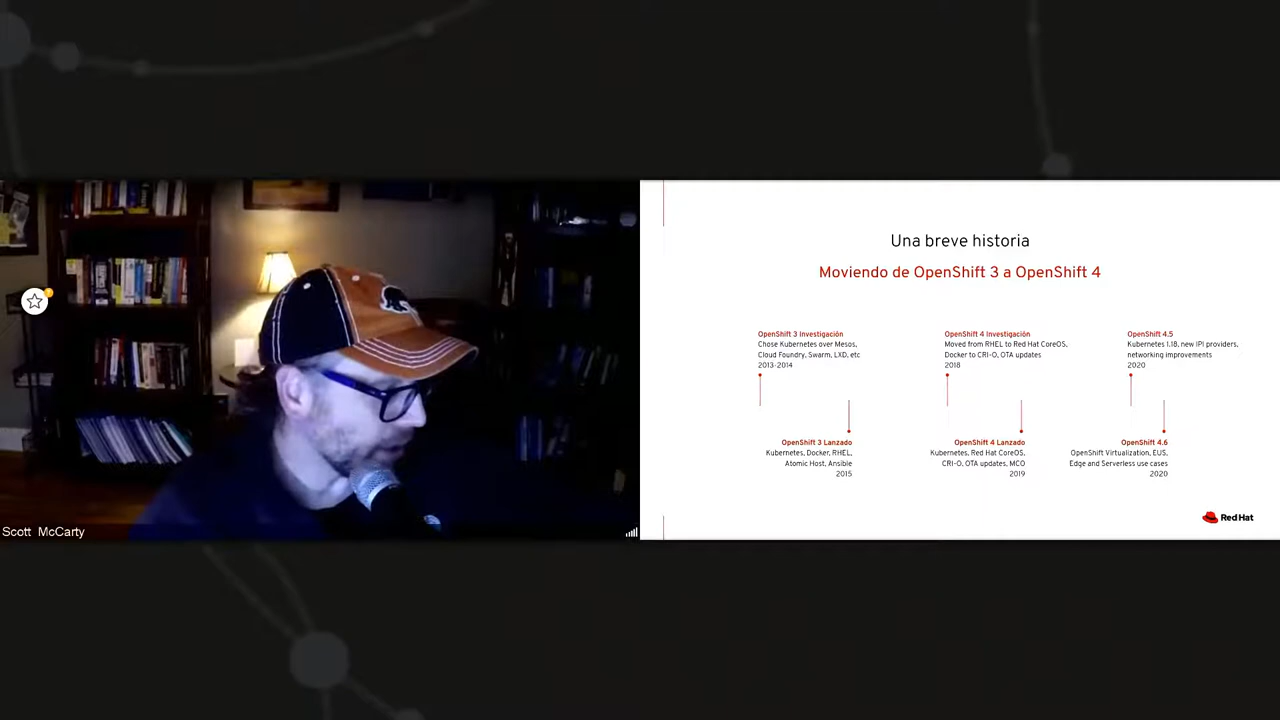 Scott McCarty
Una breve historia
Moviendo de OpenShift 3 a OpenShift 4
OpenShift 3 Investigación
Chose Kubernetes over Mesos,
Cloud Foundry, Swarm, LXD, etc
2013-2014
OpenShift 4 Investigación
Moved from RHEL to Red Hat CoreOS,
Docker to CRI-O, OTA updates
2018
OpenShift 4.5
Kubernetes 1.18, new IPI providers,
networking improvements
2020
OpenShift 3 Lanzado
Kubernetes, Docker, RHEL,
Atomic Host, Ansible
2015
OpenShift 4 Lanzado
Kubernetes, Red Hat CoreOS,
CRI-O, OTA updates, MCO
2019
OpenShift 4.6
OpenShift Virtualization, EUS,
Edge and Serverless use cases
2020
Red Hat